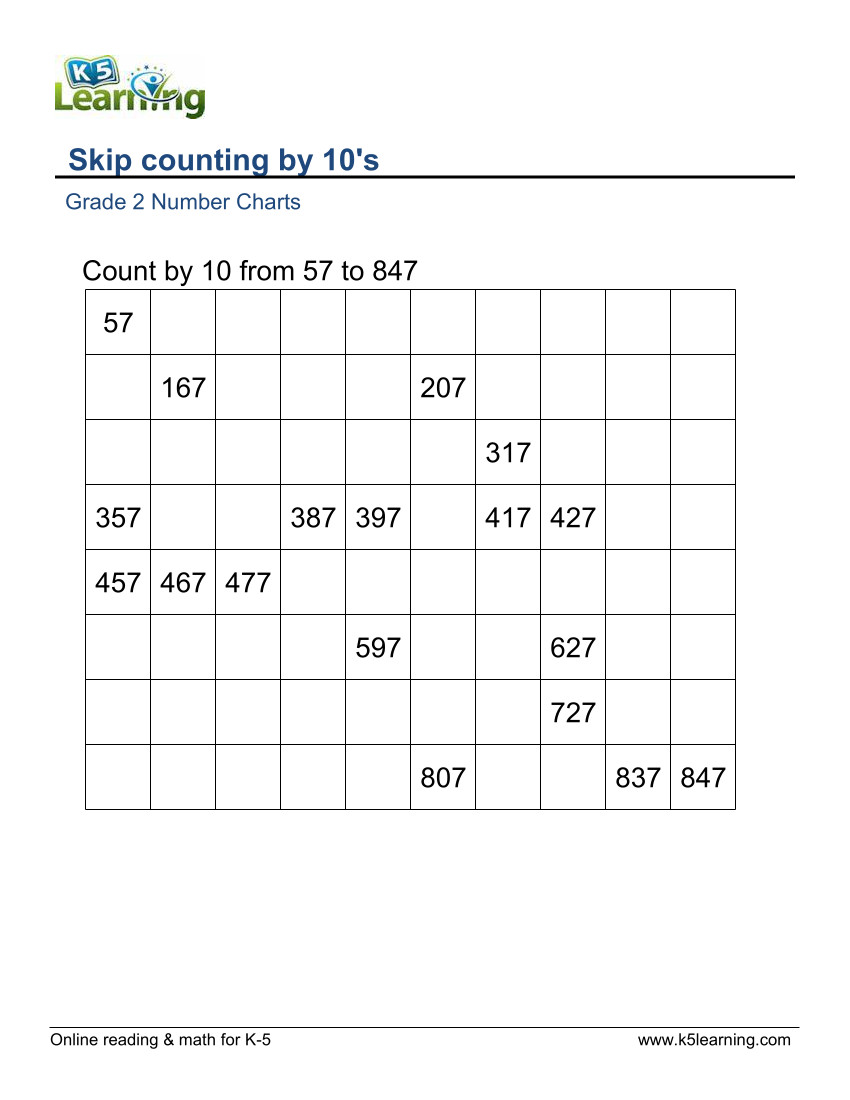 K5
Learning
Skip counting by 10's
Grade 2 Number Charts
Count by 10 from 57 to 847
57
167 207
317
357 387 397 417 427
457 467 477
597 627
727
807 837 847
Online reading & math for K-5 www.k5learning.com